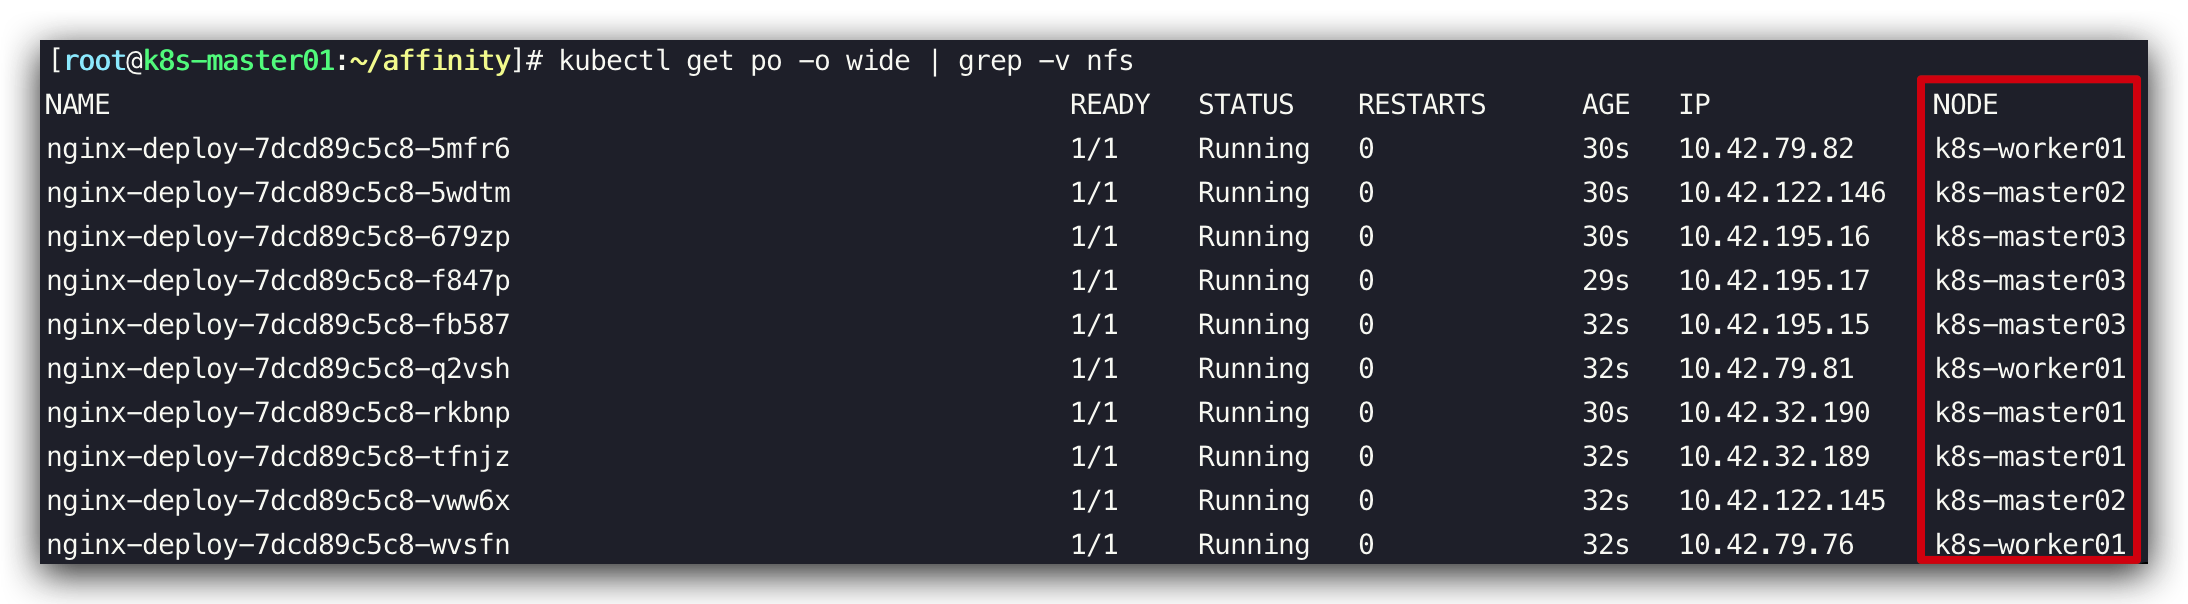 [root@k8s-master01:~/affinity]# kubectl get po -o wide | grep -v nfs
NAME READY STATUS RESTARTS AGE IP NODE
nginx-deploy-7dcd89c5c8-5mfr6 1/1 Running 0 30s 10.42.79.82 k8s-worker01
nginx-deploy-7dcd89c5c8-5wdtm 1/1 Running 0 30s 10.42.122.146 k8s-master02
nginx-deploy-7dcd89c5c8-679zp 1/1 Running 0 30s 10.42.195.16 k8s-master03
nginx-deploy-7dcd89c5c8-f847p 1/1 Running 0 29s 10.42.195.17 k8s-master03
nginx-deploy-7dcd89c5c8-fb587 1/1 Running 0 32s 10.42.195.15 k8s-master03
nginx-deploy-7dcd89c5c8-q2vsh 1/1 Running 0 32s 10.42.79.81 k8s-worker01
nginx-deploy-7dcd89c5c8-rkbnp 1/1 Running 0 30s 10.42.32.190 k8s-master01
nginx-deploy-7dcd89c5c8-tfnjz 1/1 Running 0 32s 10.42.32.189 k8s-master01
nginx-deploy-7dcd89c5c8-vww6x 1/1 Running 0 32s 10.42.122.145 k8s-master02
nginx-deploy-7dcd89c5c8-wvsfn 1/1 Running 0 32s 10.42.79.76 k8s-worker01